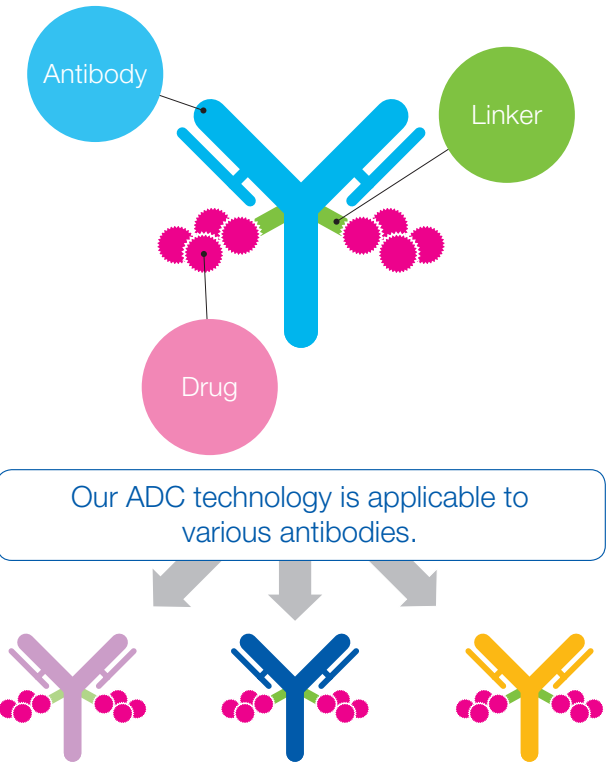 Antibody
Linker
Drug
Our ADC technology is applicable to
various antibodies.